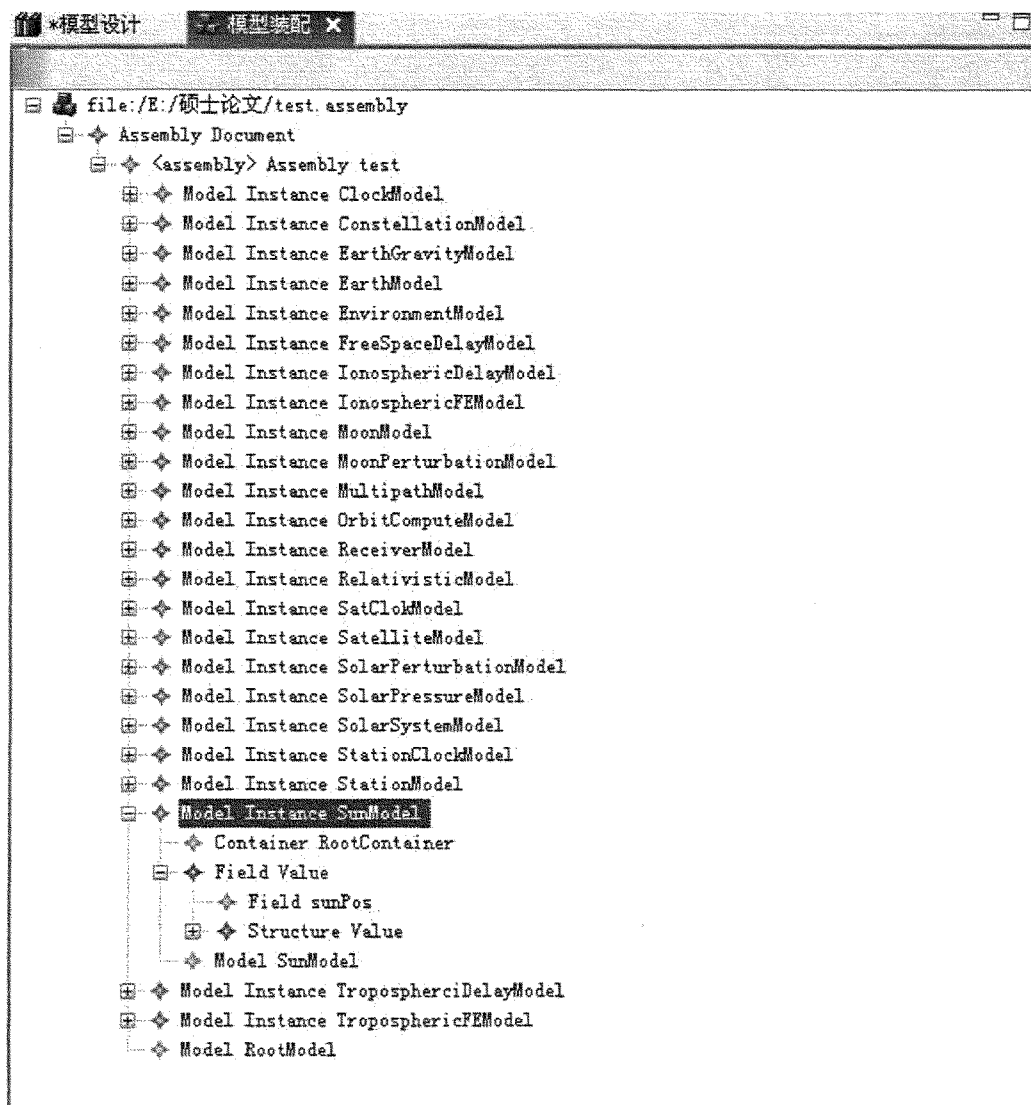 *模型设计 模型装配
file:/E:/硕士论文/test.assembly
Assembly Document
<assembly> Assembly test
Model Instance ClockModel
Model Instance ConstellationModel
Model Instance EarthGravityModel
Model Instance EarthModel
Model Instance EnvironmentModel
Model Instance FreeSpaceDelayModel
Model Instance IonosphericDelayModel
Model Instance IonosphericFEModel
Model Instance MoonModel
Model Instance MoonPerturbationModel
Model Instance MultipathModel
Model Instance OrbitComputeModel
Model Instance ReceiverModel
Model Instance RelativisticModel
Model Instance SatClokModel
Model Instance SatelliteModel
Model Instance SolarPerturbationModel
Model Instance SolarPressureModel
Model Instance SolarSystemModel
Model Instance StationClockModel
Model Instance StationModel
Model Instance SunModel
Container RootContainer
Field Value
Field sunPos
Structure Value
Model SunModel
Model Instance TropospherciDelayModel
Model Instance TroposphericFEModel
Model RootModel